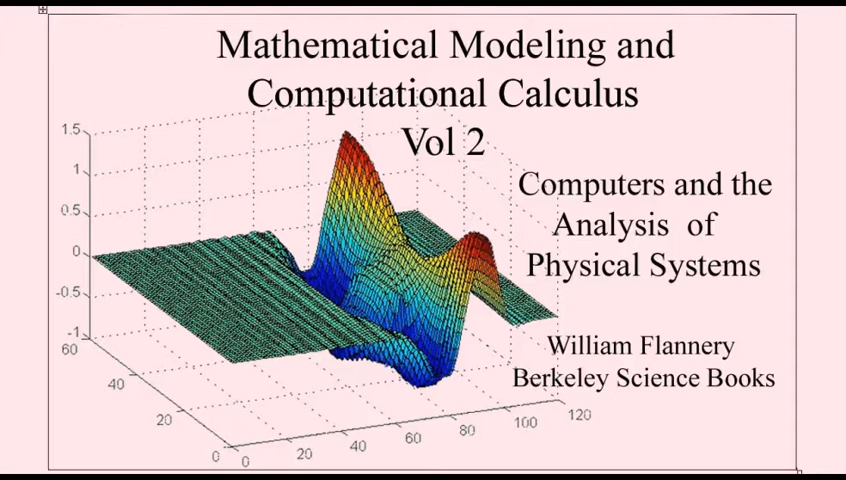 Mathematical Modeling and
Computational Calculus
Vol 2
Computers and the
Analysis of
Physical Systems
William Flannery
Berkeley Science Books
1.5
1
0.5
0
-0.5
-1
60
40
20
0
0
20
40
60
80
100
120